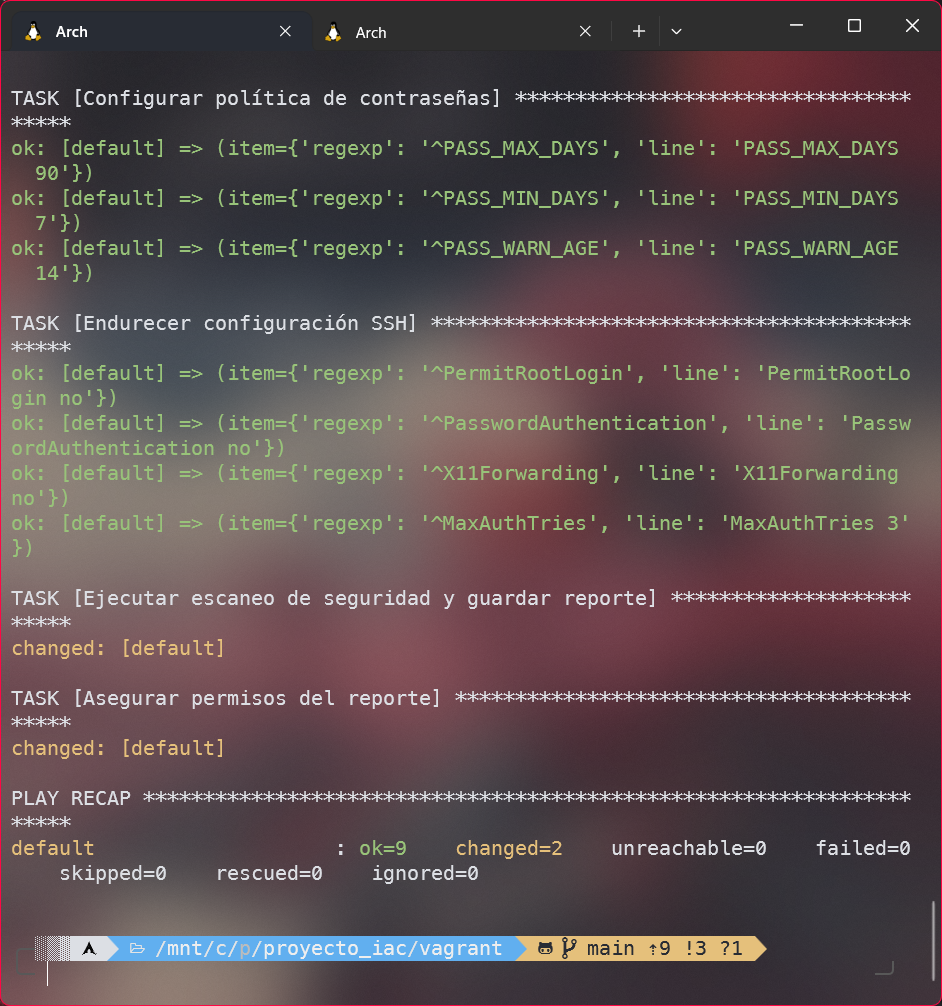 Arch
Arch
TASK [Configurar política de contraseñas] *********************************
*****
ok: [default] => (item={'regexp': '^PASS_MAX_DAYS', 'line': 'PASS_MAX_DAYS
90'})
ok: [default] => (item={'regexp': '^PASS_MIN_DAYS', 'line': 'PASS_MIN_DAYS
7'})
ok: [default] => (item={'regexp': '^PASS_WARN_AGE', 'line': 'PASS_WARN_AGE
14'})
TASK [Endurecer configuración SSH] ****************************************
*****
ok: [default] => (item={'regexp': '^PermitRootLogin', 'line': 'PermitRootLo
gin no'})
ok: [default] => (item={'regexp': '^PasswordAuthentication', 'line': 'Passw
ordAuthentication no'})
ok: [default] => (item={'regexp': '^X11Forwarding', 'line': 'X11Forwarding
no'})
ok: [default] => (item={'regexp': '^MaxAuthTries', 'line': 'MaxAuthTries 3'
})
TASK [Ejecutar escaneo de seguridad y guardar reporte] ********************
*****
changed: [default]
TASK [Asegurar permisos del reporte] **************************************
*****
changed: [default]
PLAY RECAP ****************************************************************
*****
default                    : ok=9    changed=2    unreachable=0    failed=0
    skipped=0    rescued=0    ignored=0
/mnt/c/p/proyecto_iac/vagrant main ⇡9 !3 ?1